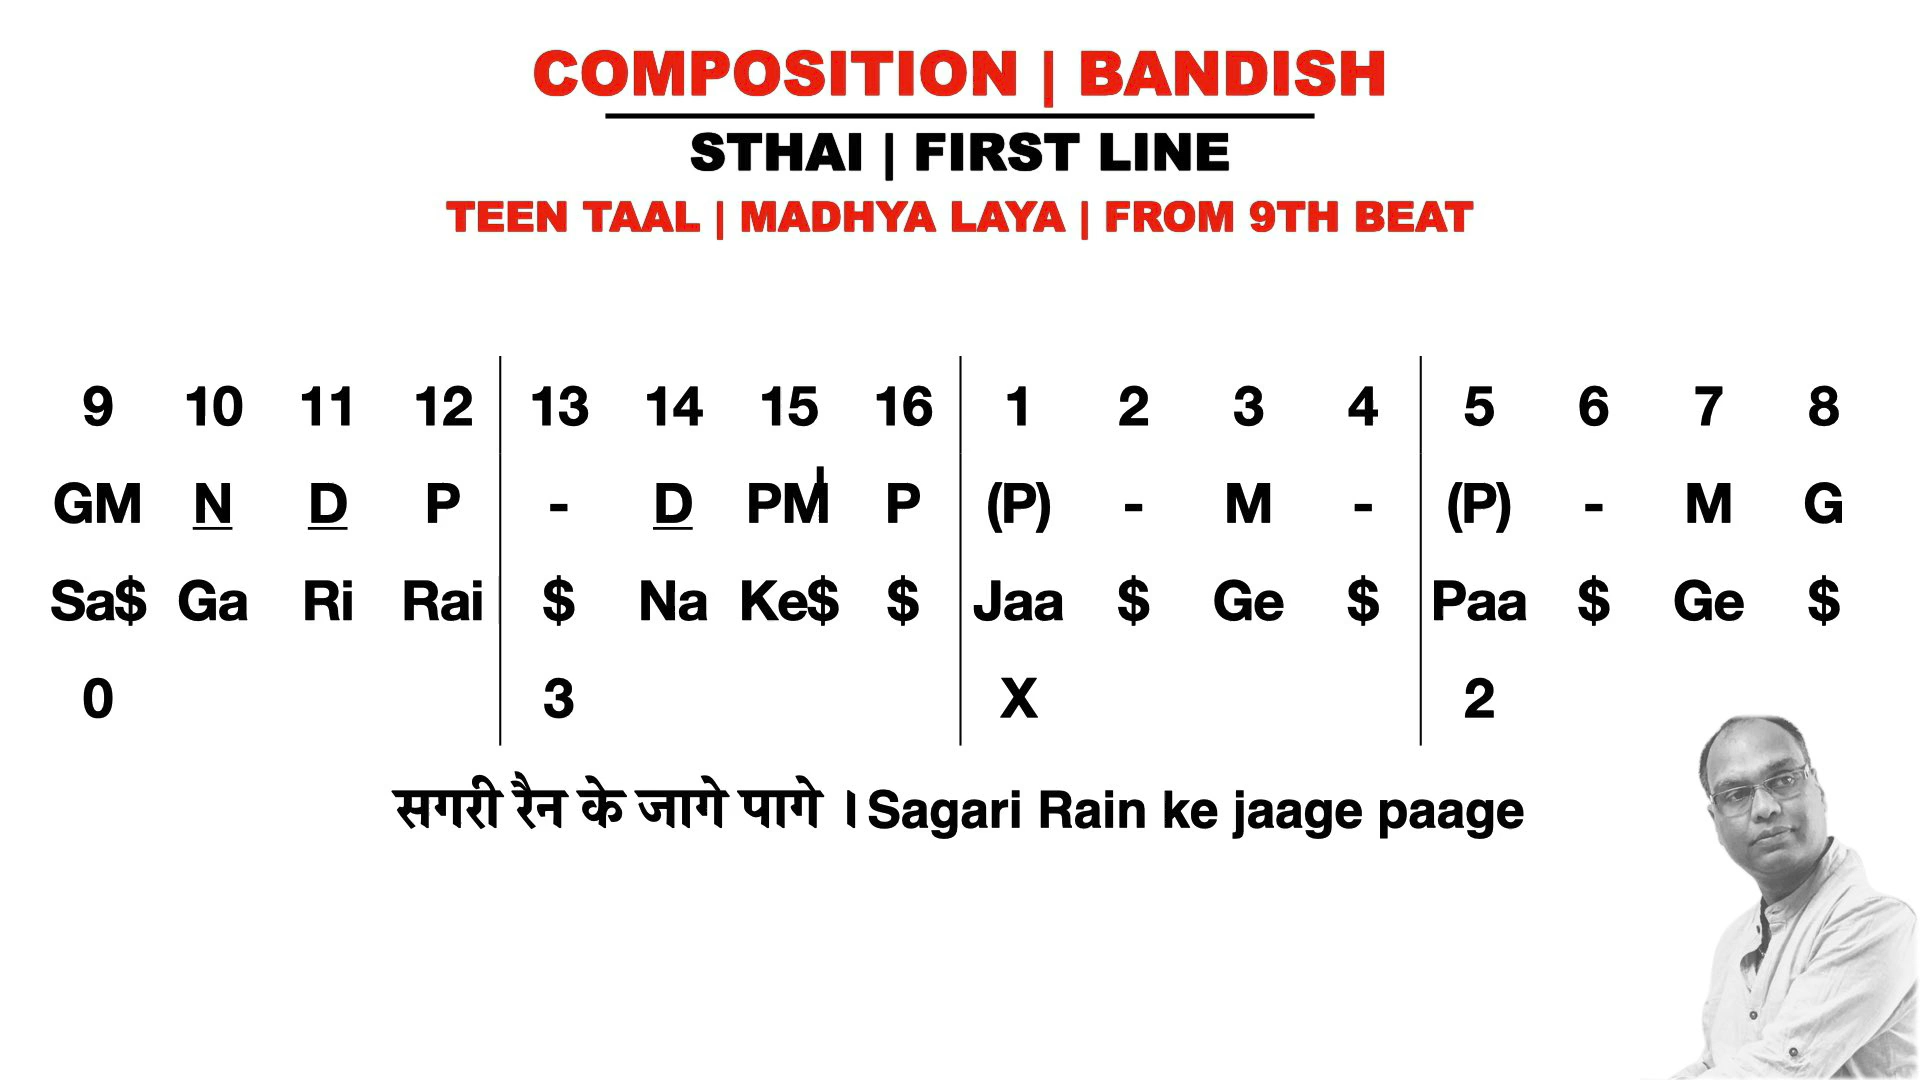 COMPOSITION | BANDISH
STHAI | FIRST LINE
TEEN TAAL | MADHYA LAYA | FROM 9TH BEAT
9 10 11 12 13 14 15 16 1 2 3 4 5 6 7 8
GM N D P - D PM̍ P (P) - M - (P) - M G
Sa$ Ga Ri Rai $ Na Ke$ $ Jaa $ Ge $ Paa $ Ge $
0 3 X 2
सगरी रैन के जागे पागे । Sagari Rain ke jaage paage